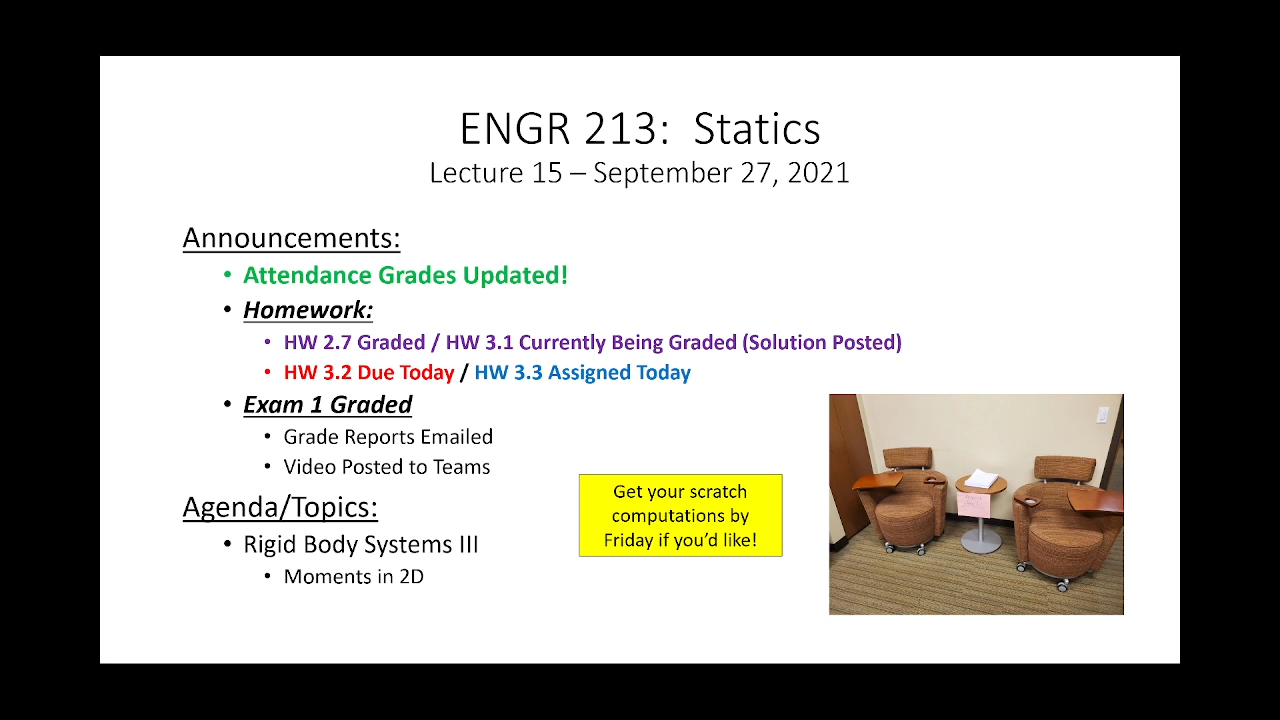 ENGR 213:  Statics
Lecture 15 – September 27, 2021
Announcements:
• Attendance Grades Updated!
• Homework:
• HW 2.7 Graded / HW 3.1 Currently Being Graded (Solution Posted)
• HW 3.2 Due Today / HW 3.3 Assigned Today
• Exam 1 Graded
• Grade Reports Emailed
• Video Posted to Teams
Agenda/Topics:
• Rigid Body Systems III
• Moments in 2D
Get your scratch
computations by
Friday if you'd like!